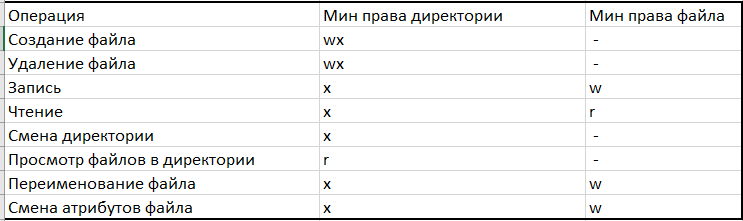 Операция Мин права директории Мин права файла
Создание файла wx -
Удаление файла wx -
Запись x w
Чтение x r
Смена директории x -
Просмотр файлов в директории r -
Переименование файла x w
Смена атрибутов файла x w